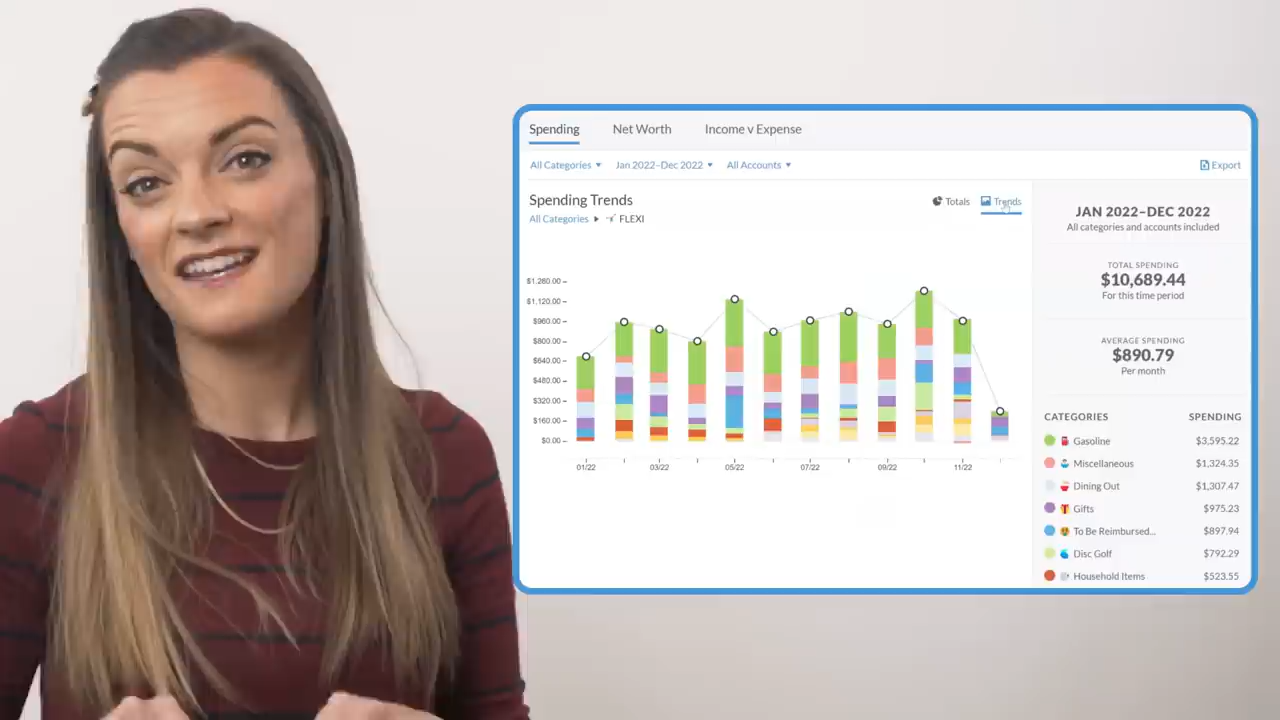 Spending Net Worth Income v Expense
All Categories Jan 2022–Dec 2022 All Accounts Export
Spending Trends Totals Trends
All Categories FLEXI
$1,280.00
$1,120.00
$960.00
$800.00
$640.00
$480.00
$320.00
$160.00
$0.00
01/22 03/22 05/22 07/22 09/22 11/22
JAN 2022–DEC 2022
All categories and accounts included
TOTAL SPENDING
$10,689.44
For this time period
AVERAGE SPENDING
$890.79
Per month
CATEGORIES SPENDING
Gasoline $3,595.22
Miscellaneous $1,324.35
Dining Out $1,307.47
Gifts $975.23
To Be Reimbursed... $897.94
Disc Golf $792.29
Household Items $523.55